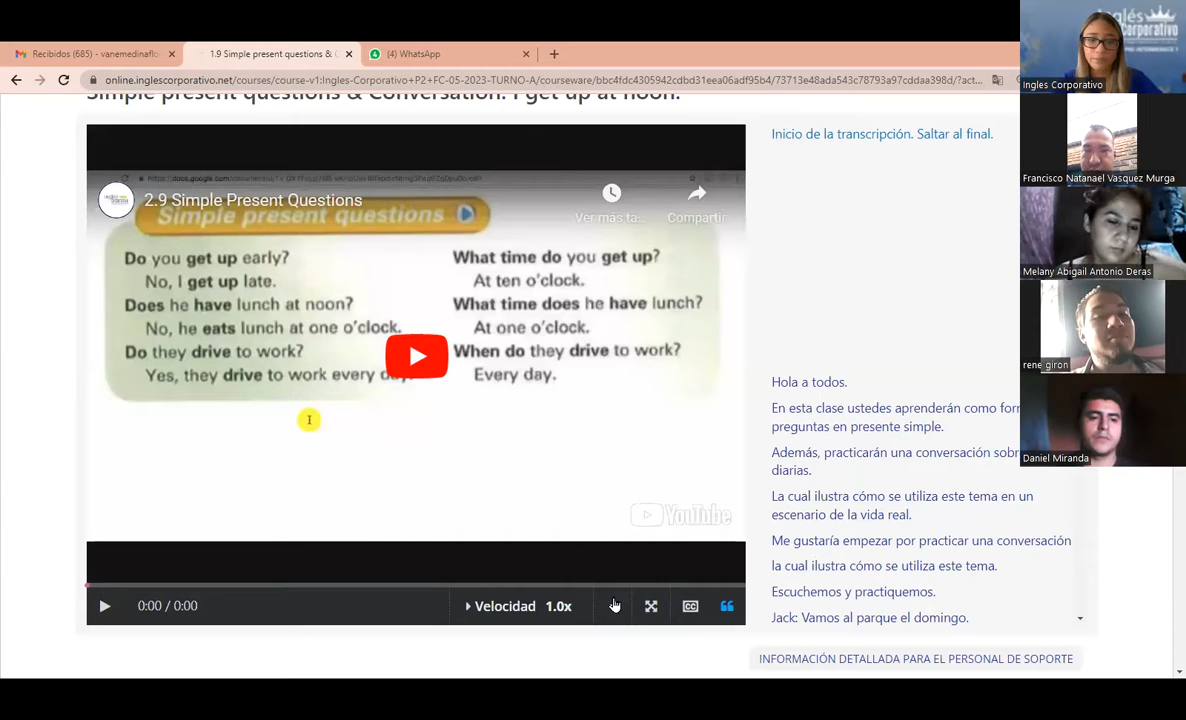 Recibidos (685) - vanemedinaflo
1.9 Simple present questions &
(4) WhatsApp
online.inglescorporativo.net/courses/course-v1:Ingles-Corporativo+P2+FC-05-2023-TURNO-A/courseware/bbc4fdc4305942cdbd31eea06adf95b4/73713e48ada543c78793a97cddaa398d/?act...
Simple present questions & Conversation: I get up at noon.
2.9 Simple Present Questions
Ver más ta...
Compartir
Simple present questions
Do you get up early?
No, I get up late.
Does he have lunch at noon?
No, he eats lunch at one o'clock.
Do they drive to work?
Yes, they drive to work every day.
What time do you get up?
At ten o'clock.
What time does he have lunch?
At one o'clock.
When do they drive to work?
Every day.
YouTube
0:00 / 0:00
Velocidad 1.0x
CC
Inicio de la transcripción. Saltar al final.
Hola a todos.
En esta clase ustedes aprenderán como for
preguntas en presente simple.
Además, practicarán una conversación sobr
diarias.
La cual ilustra cómo se utiliza este tema en un
escenario de la vida real.
Me gustaría empezar por practicar una conversación
la cual ilustra cómo se utiliza este tema.
Escuchemos y practiquemos.
Jack: Vamos al parque el domingo.
INFORMACIÓN DETALLADA PARA EL PERSONAL DE SOPORTE
Inglés
Corporativo
Ingles Corporativo
Francisco Natanael Vasquez Murga
Melany Abigail Antonio Deras
rene giron
Daniel Miranda